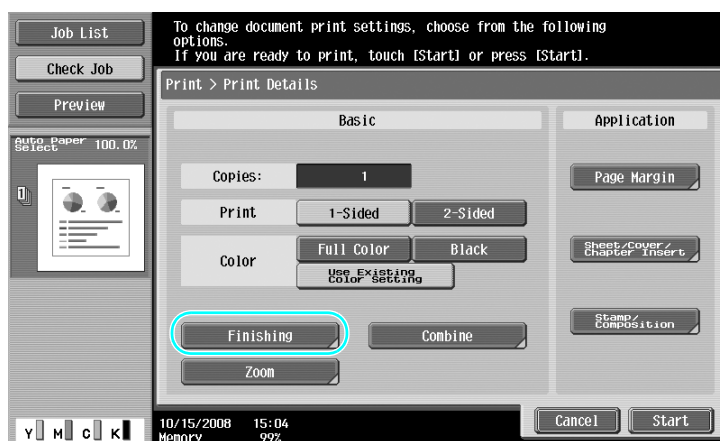 Job List
Check Job
Preview
Auto Paper
Select 100.0%
1
To change document print settings, choose from the following
options.
If you are ready to print, touch [Start] or press [Start].
Print > Print Details
Basic
Copies: 1
Print 1-Sided 2-Sided
Color Full Color Black
Use Existing
Color Setting
Finishing Combine
Zoom
Application
Page Margin
Sheet/Cover/
Chapter Insert
Stamp/
Composition
Y M C K
10/15/2008 15:04
Memory 99%
Cancel Start